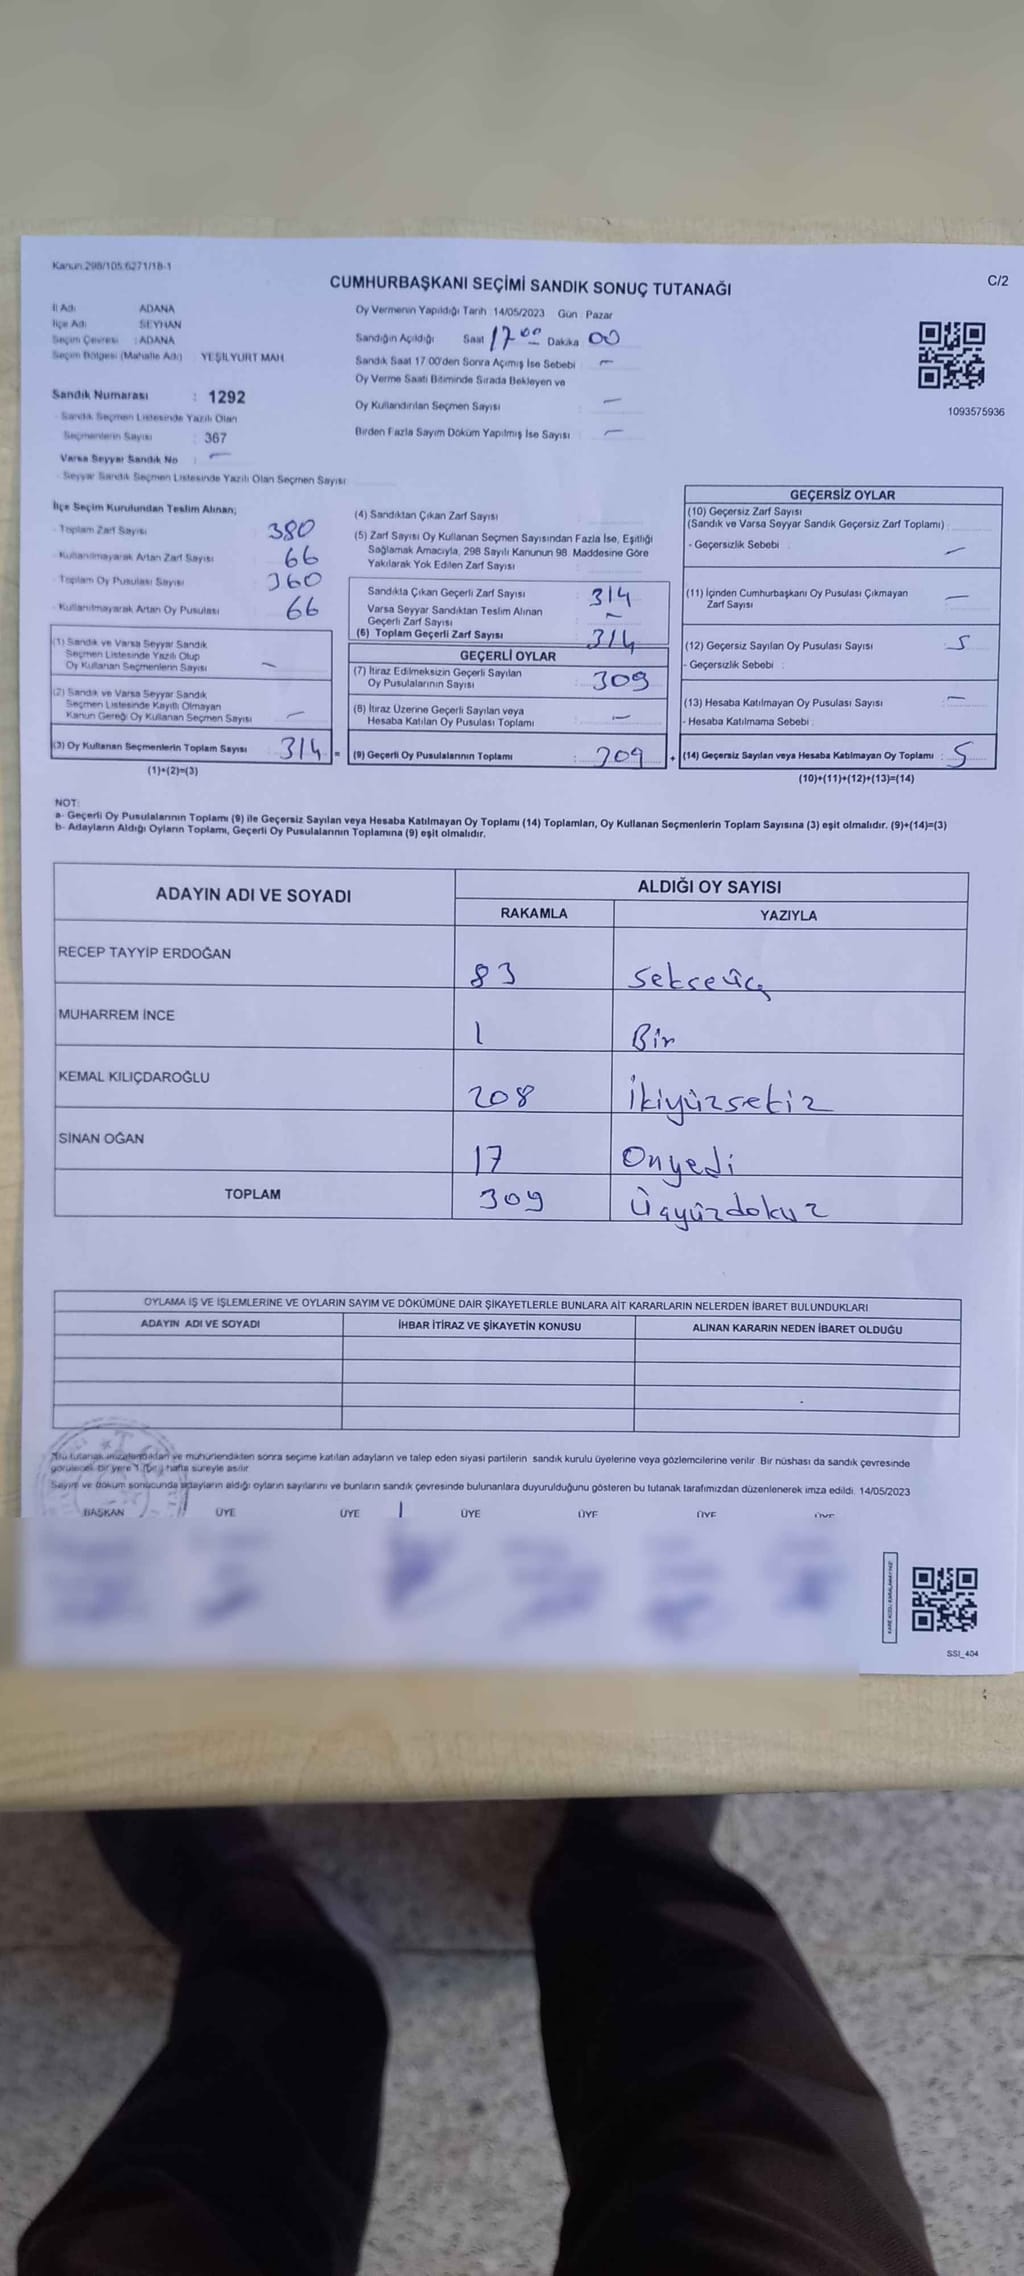 Kanun:298/105:6271/18-1
CUMHURBAŞKANI SEÇİMİ SANDIK SONUÇ TUTANAĞI
C/2
İl Adı: ADANA
İlçe Adı: SEYHAN
Seçim Çevresi : ADANA
Seçim Bölgesi (Mahalle Adı) YEŞİLYURT MAH.
Oy Vermenin Yapıldığı Tarih 14/05/2023 Gün : Pazar
Sandığın Açıldığı Saat 17 00 Dakika 00
Sandık Saat 17:00'den Sonra Açımış İse Sebebi –
Oy Verme Saati Bitiminde Sırada Bekleyen ve
Oy Kullandırılan Seçmen Sayısı –
Birden Fazla Sayım Döküm Yapılmış İse Sayısı –
1093575936
Sandık Numarası : 1292
- Sandık Seçmen Listesinde Yazılı Olan
Seçmenlerin Sayısı : 367
Varsa Seyyar Sandık No : –
- Seyyar Sandık Seçmen Listesinde Yazılı Olan Seçmen Sayısı
İlçe Seçim Kurulundan Teslim Alınan;
- Toplam Zarf Sayısı 380
- Kullanılmayarak Artan Zarf Sayısı 66
- Toplam Oy Pusulası Sayısı 360
- Kullanılmayarak Artan Oy Pusulası 66
(1) Sandık ve Varsa Seyyar Sandık
Seçmen Listesinde Yazılı Olup
Oy Kullanan Seçmenlerin Sayısı –
(2) Sandık ve Varsa Seyyar Sandık
Seçmen Listesinde Kayıtlı Olmayan
Kanun Gereği Oy Kullanan Seçmen Sayısı –
(3) Oy Kullanan Seçmenlerin Toplam Sayısı 314 =
(1)+(2)=(3)
(4) Sandıktan Çıkan Zarf Sayısı
(5) Zarf Sayısı Oy Kullanan Seçmen Sayısından Fazla İse, Eşitliği
Sağlamak Amacıyla, 298 Sayılı Kanunun 98. Maddesine Göre
Yakılarak Yok Edilen Zarf Sayısı
Sandıkta Çıkan Geçerli Zarf Sayısı : 314
Varsa Seyyar Sandıktan Teslim Alınan
Geçerli Zarf Sayısı –
(6) Toplam Geçerli Zarf Sayısı 314
GEÇERLİ OYLAR
(7) İtiraz Edilmeksizin Geçerli Sayılan
Oy Pusulalarının Sayısı : 309
(8) İtiraz Üzerine Geçerli Sayılan veya
Hesaba Katılan Oy Pusulası Toplamı –
(9) Geçerli Oy Pusulalarının Toplamı : 309 +
GEÇERSİZ OYLAR
(10) Geçersiz Zarf Sayısı
(Sandık ve Varsa Seyyar Sandık Geçersiz Zarf Toplamı)
- Geçersizlik Sebebi –
(11) İçinden Cumhurbaşkanı Oy Pusulası Çıkmayan
Zarf Sayısı –
(12) Geçersiz Sayılan Oy Pusulası Sayısı 5
- Geçersizlik Sebebi :
(13) Hesaba Katılmayan Oy Pusulası Sayısı –
- Hesaba Katılmama Sebebi :
(14) Geçersiz Sayılan veya Hesaba Katılmayan Oy Toplamı : 5
(10)+(11)+(12)+(13)=(14)
NOT:
a- Geçerli Oy Pusulalarının Toplamı (9) ile Geçersiz Sayılan veya Hesaba Katılmayan Oy Toplamı (14) Toplamları, Oy Kullanan Seçmenlerin Toplam Sayısına (3) eşit olmalıdır. (9)+(14)=(3)
b- Adayların Aldığı Oyların Toplamı, Geçerli Oy Pusulalarının Toplamına (9) eşit olmalıdır.
ADAYIN ADI VE SOYADI
ALDIĞI OY SAYISI
RAKAMLA YAZIYLA
RECEP TAYYİP ERDOĞAN 83 Seksenüç
MUHARREM İNCE 1 Bir
KEMAL KILIÇDAROĞLU 208 İkiyüzsekiz
SİNAN OĞAN 17 Onyedi
TOPLAM 309 Üçyüzdokuz
OYLAMA İŞ VE İŞLEMLERİNE VE OYLARIN SAYIM VE DÖKÜMÜNE DAİR ŞİKAYETLERLE BUNLARA AİT KARARLARIN NELERDEN İBARET BULUNDUKLARI
ADAYIN ADI VE SOYADI İHBAR İTİRAZ VE ŞİKAYETİN KONUSU ALINAN KARARIN NEDEN İBARET OLDUĞU
Bu tutanak imzalandıktan ve mühürlendikten sonra seçime katılan adayların ve talep eden siyasi partilerin sandık kurulu üyelerine veya gözlemcilerine verilir. Bir nüshası da sandık çevresinde
görülecek bir yere 1 (bir) hafta süreyle asılır.
Sayım ve döküm sonucunda adayların aldığı oyların sayılarını ve bunların sandık çevresinde bulunanlara duyurulduğunu gösteren bu tutanak tarafımızdan düzenlenerek imza edildi. 14/05/2023
BAŞKAN ÜYE ÜYE ÜYE ÜYE ÜYE ÜYE
SSI_404